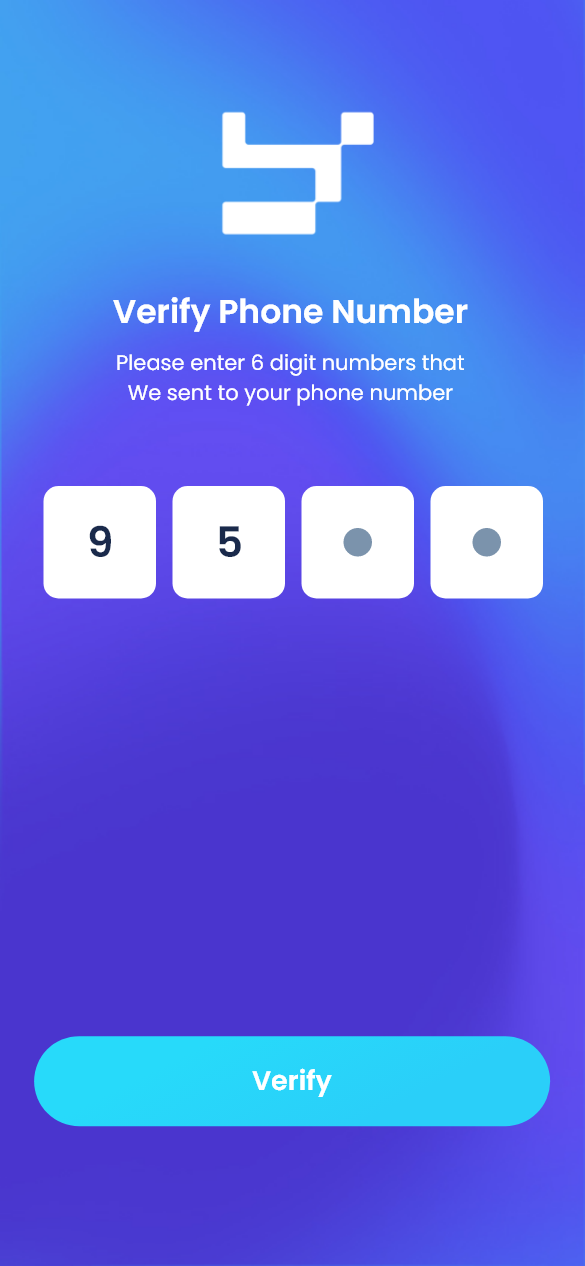 Verify Phone Number
Please enter 6 digit numbers that
We sent to your phone number
9 5
Verify